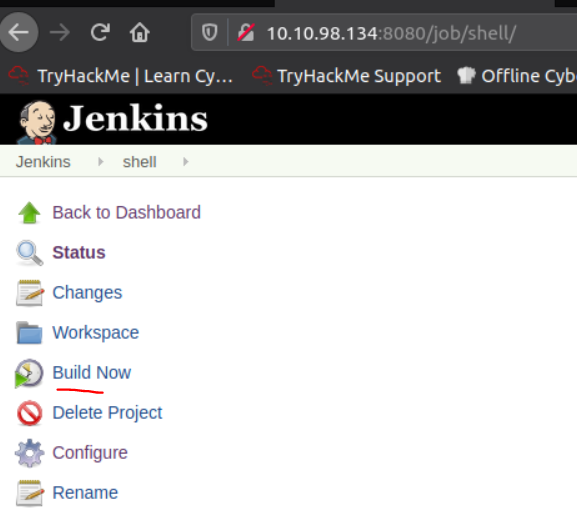 10.10.98.134:8080/job/shell/
TryHackMe | Learn Cy... TryHackMe Support Offline Cyb
Jenkins
Jenkins shell
Back to Dashboard
Status
Changes
Workspace
Build Now
Delete Project
Configure
Rename